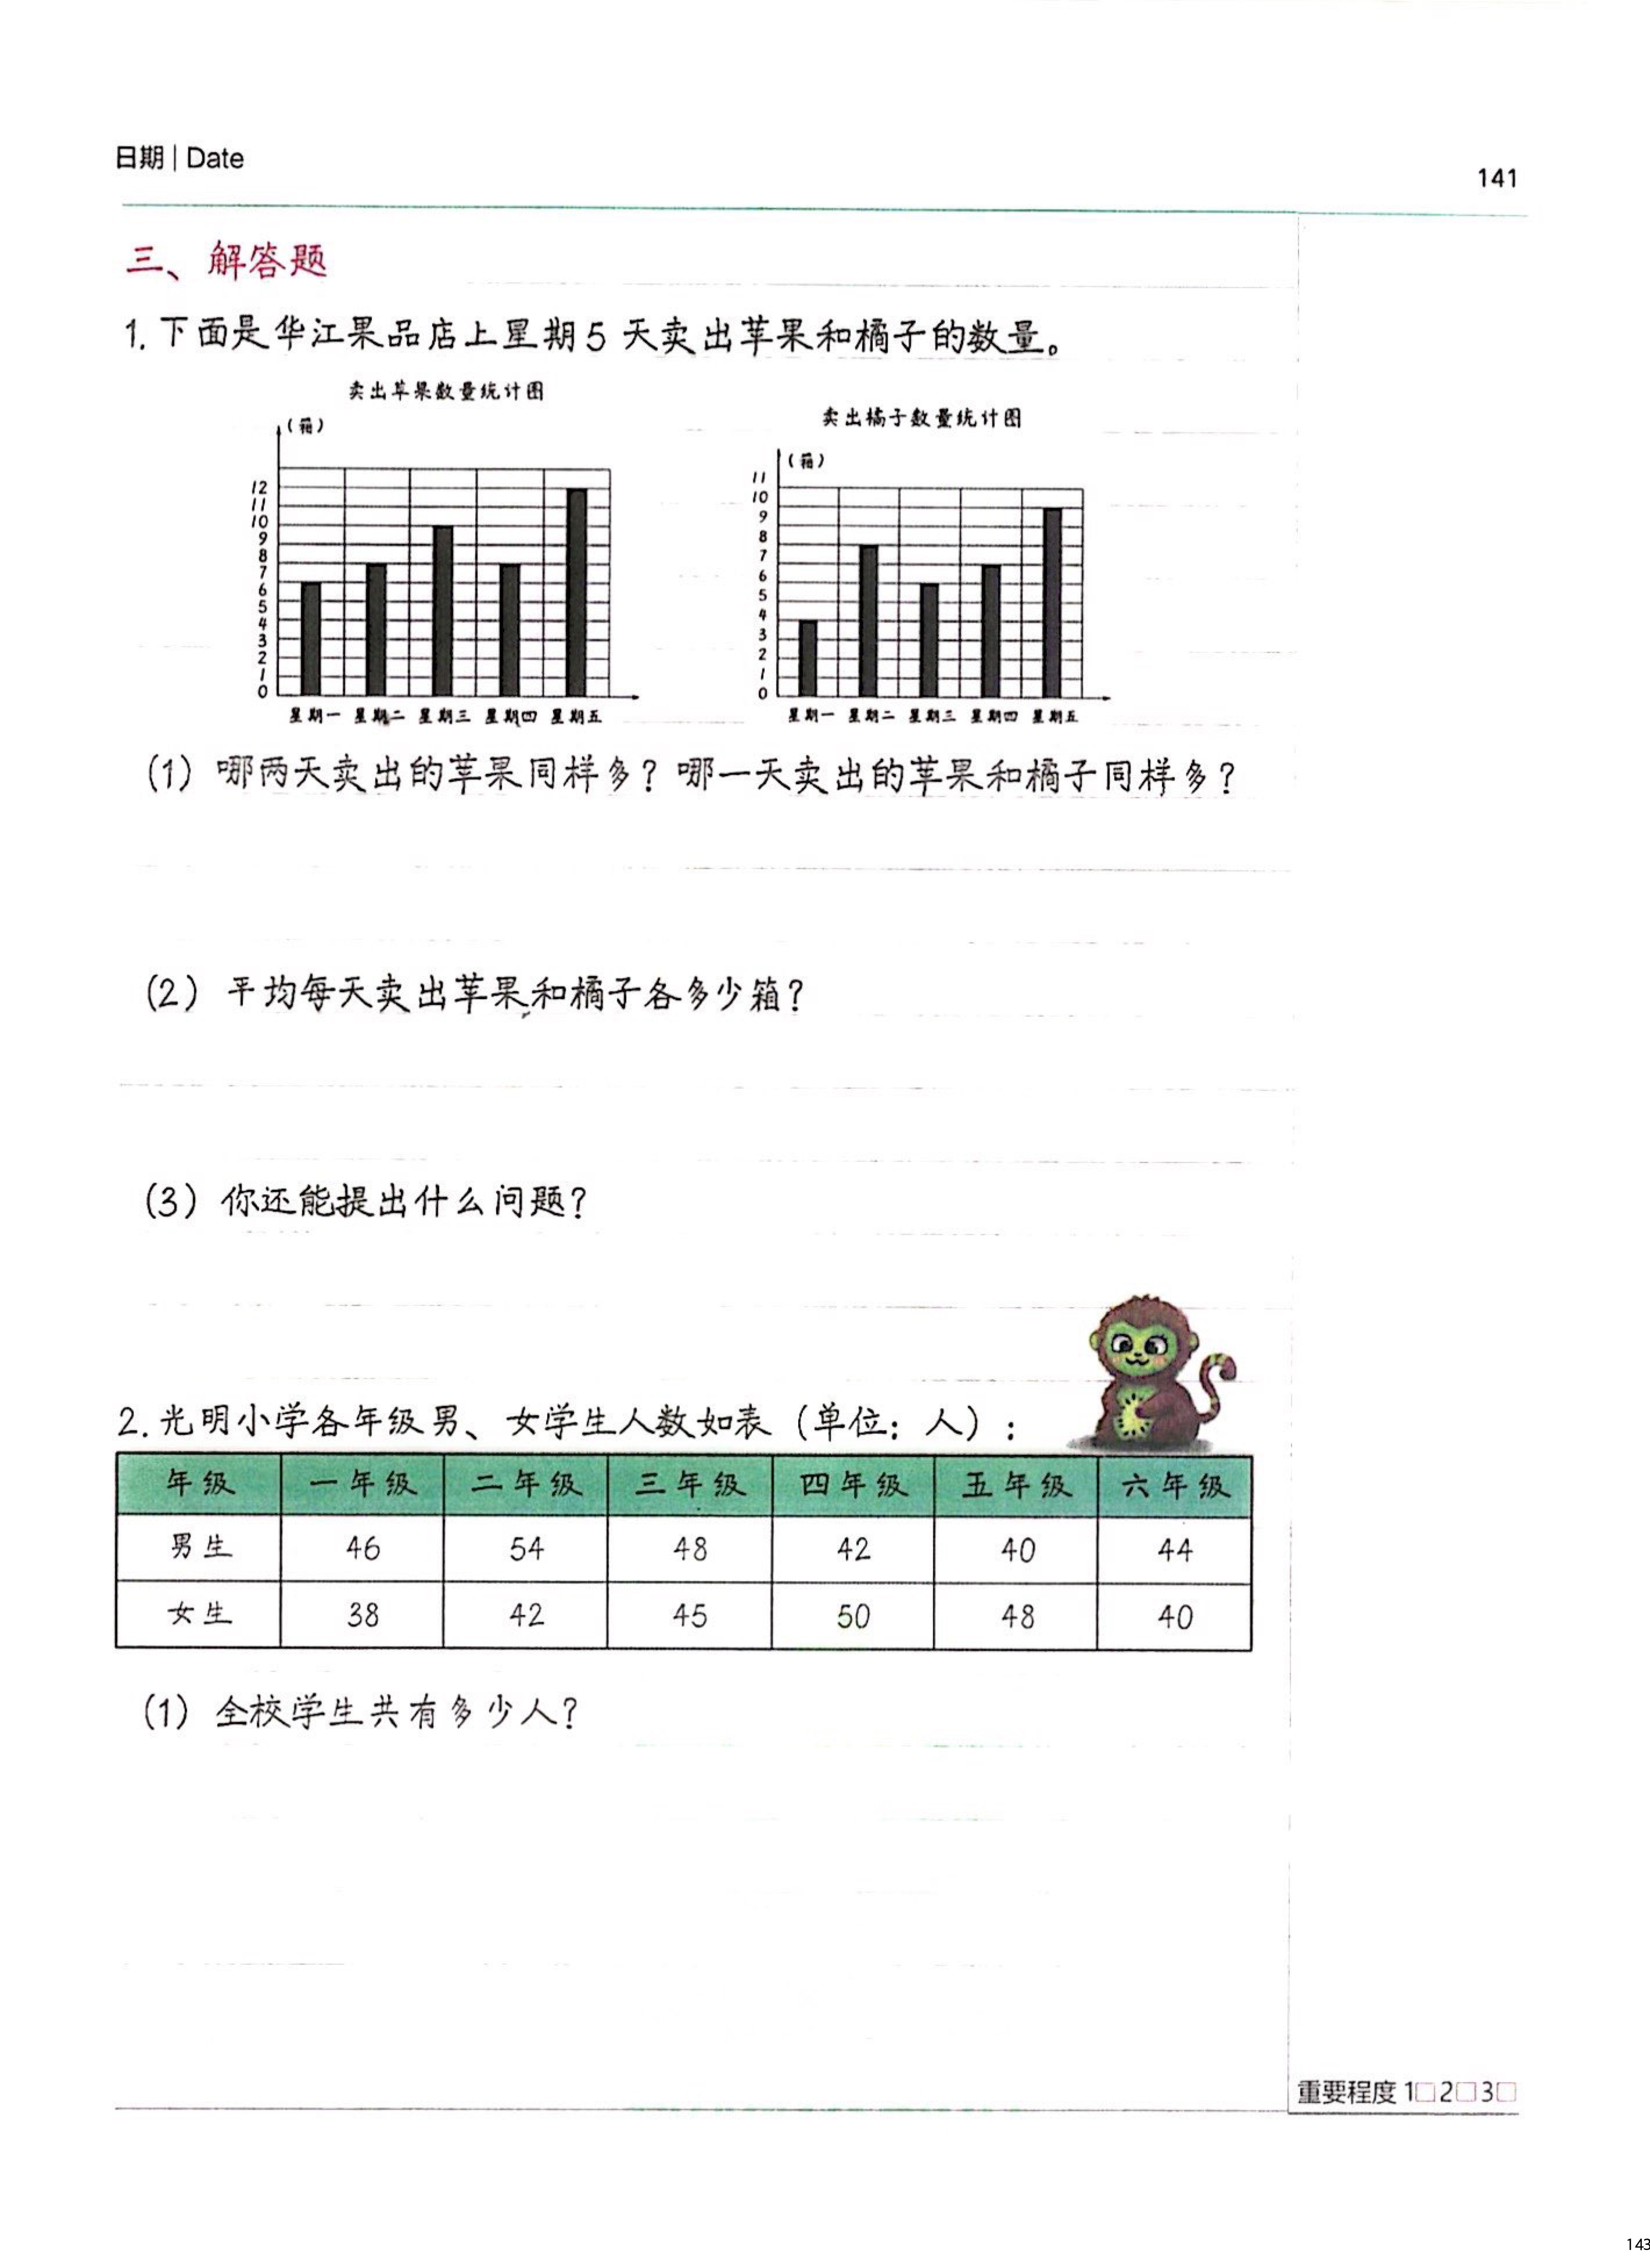 日期 | Date
141
三、解答题
1.下面是华江果品店上星期5天卖出苹果和橘子的数量。
卖出苹果数量统计图
(箱)
12
11
10
9
8
7
6
5
4
3
2
1
0
星期一 星期二 星期三 星期四 星期五
卖出橘子数量统计图
(箱)
11
10
9
8
7
6
5
4
3
2
1
0
星期一 星期二 星期三 星期四 星期五
(1) 哪两天卖出的苹果同样多？哪一天卖出的苹果和橘子同样多？
(2) 平均每天卖出苹果和橘子各多少箱？
(3) 你还能提出什么问题？
2.光明小学各年级男、女学生人数如表（单位：人）：
年级 一年级 二年级 三年级 四年级 五年级 六年级
男生 46 54 48 42 40 44
女生 38 42 45 50 48 40
(1) 全校学生共有多少人？
重要程度 1□2□3□
143